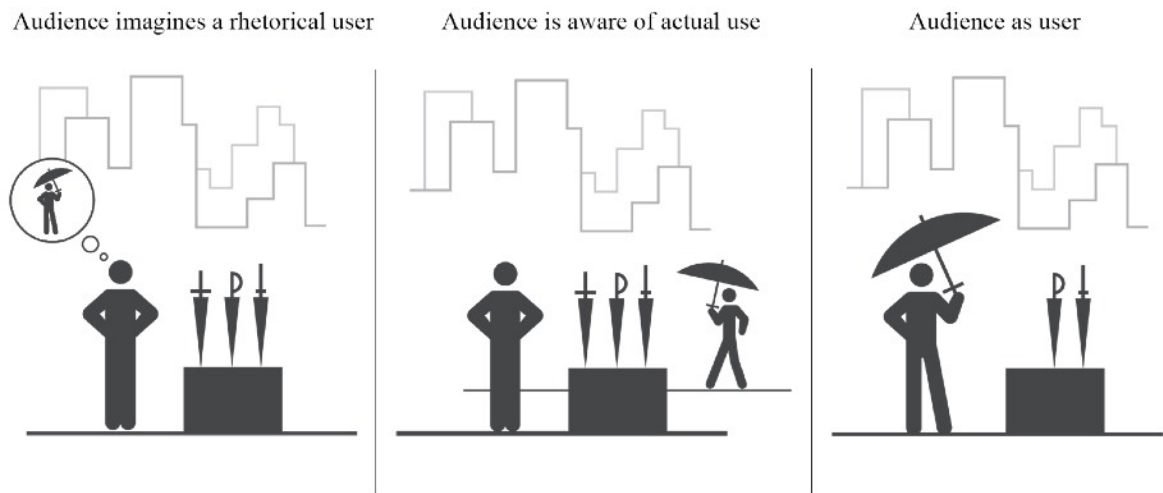 Audience imagines a rhetorical user
Audience is aware of actual use
Audience as user